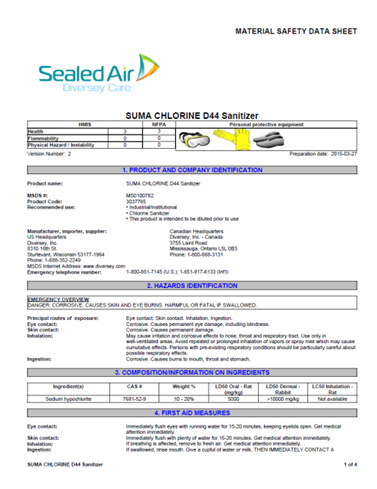 MATERIAL SAFETY DATA SHEET
Sealed Air
Diversey Care
SUMA CHLORINE D44 Sanitizer
HMIS NFPA Personal protective equipment
Health 3 3
Flammability 0 0
Physical Hazard / Instability 0 0
Version Number: 2 Preparation date: 2015-03-27
1. PRODUCT AND COMPANY IDENTIFICATION
Product name: SUMA CHLORINE D44 Sanitizer
MSDS #: MS0100762
Product Code: 3037765
Recommended use: • Industrial/Institutional
• Chlorine Sanitizer
• This product is intended to be diluted prior to use
Manufacturer, importer, supplier: Canadian Headquarters
US Headquarters Diversey, Inc. - Canada
Diversey, Inc. 3755 Laird Road
8310 16th St. Mississauga, Ontario L5L 0B3
Sturtevant, Wisconsin 53177-1964 Phone: 1-800-668-3131
Phone: 1-888-352-2249
MSDS Internet Address: www.diversey.com
Emergency telephone number: 1-800-851-7145 (U.S.); 1-651-917-6133 (Int'l)
2. HAZARDS IDENTIFICATION
EMERGENCY OVERVIEW
DANGER. CORROSIVE. CAUSES SKIN AND EYE BURNS. HARMFUL OR FATAL IF SWALLOWED.
Principal routes of exposure: Eye contact. Skin contact. Inhalation. Ingestion.
Eye contact: Corrosive. Causes permanent eye damage, including blindness.
Skin contact: Corrosive. Causes permanent damage.
Inhalation: May cause irritation and corrosive effects to nose, throat and respiratory tract. Use only in
well-ventilated areas. Avoid repeated or prolonged inhalation of vapors or spray mist which may cause
cumulative effects. Persons with pre-existing respiratory conditions should be particularly careful about
possible respiratory effects.
Ingestion: Corrosive. Causes burns to mouth, throat and stomach.
3. COMPOSITION/INFORMATION ON INGREDIENTS
Ingredient(s) CAS # Weight % LD50 Oral - Rat LD50 Dermal - LC50 Inhalation -
(mg/kg) Rabbit Rat
Sodium hypochlorite 7681-52-9 10 - 20% 5000 >10000 mg/kg Not available
4. FIRST AID MEASURES
Eye contact: Immediately flush eyes with running water for 15-20 minutes, keeping eyelids open. Get medical
attention immediately.
Skin contact: Immediately flush with plenty of water for 15-20 minutes. Get medical attention immediately.
Inhalation: If breathing is affected, remove to fresh air. Get medical attention immediately.
Ingestion: If swallowed, rinse mouth. Give a cupful of water or milk. THEN IMMEDIATELY CONTACT A
SUMA CHLORINE D44 Sanitizer 1 of 4